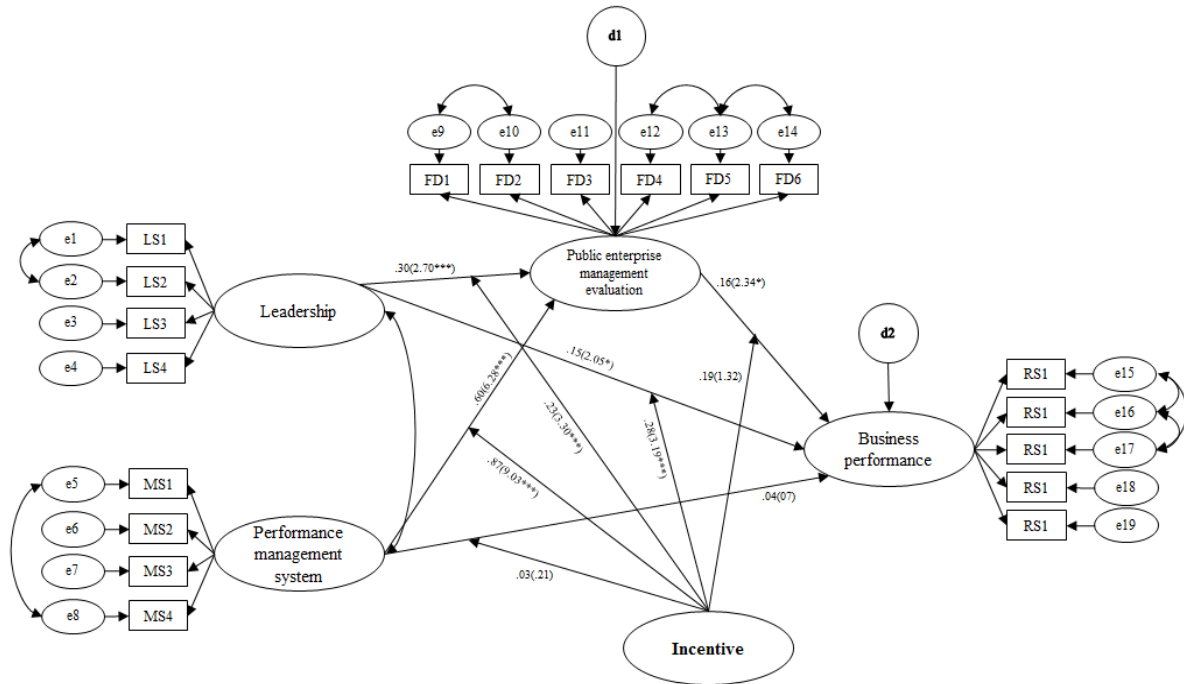 d1
e9
e10
e11
e12
e13
e14
FD1
FD2
FD3
FD4
FD5
FD6
e1
LS1
e2
LS2
e3
LS3
e4
LS4
Leadership
.30(2.70***)
Public enterprise
management
evaluation
.16(2.34*)
d2
.15(2.05*)
.60(6.28***)
.23(3.30***)
.19(1.32)
.28(3.19***)
.87(9.03***)
RS1
e15
RS1
e16
RS1
e17
RS1
e18
RS1
e19
Business
performance
.04(07)
e5
MS1
e6
MS2
e7
MS3
e8
MS4
Performance
management
system
.03(.21)
Incentive